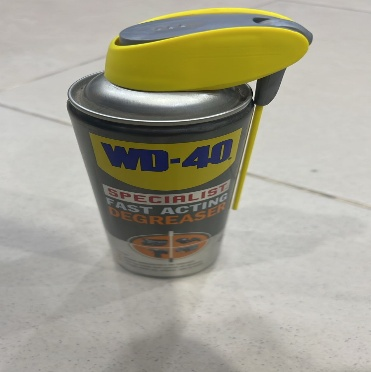 WD-40
SPECIALIST
FAST ACTING
DEGREASER